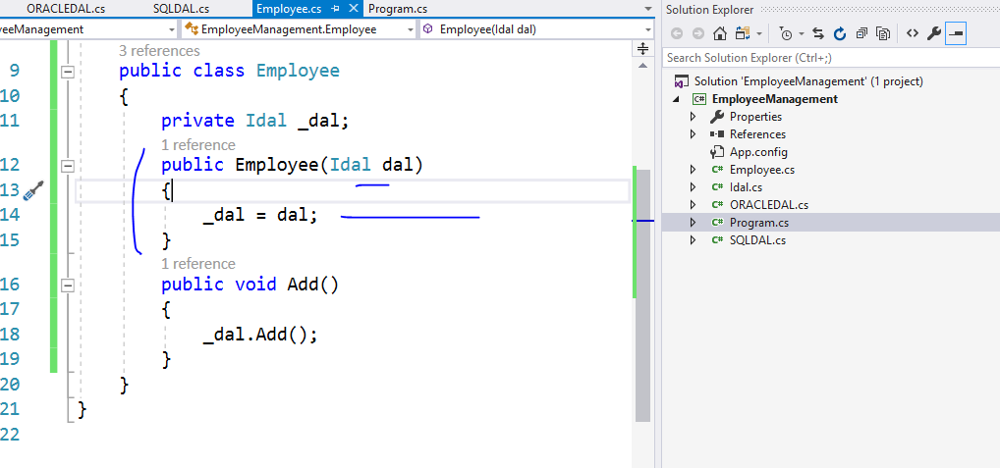 ORACLEDAL.cs SQLDAL.cs Employee.cs Program.cs
eeManagement EmployeeManagement.Employee Employee(Idal dal)
3 references
9 public class Employee
10 {
11 private Idal _dal;
1 reference
12 public Employee(Idal dal)
13 {
14 _dal = dal;
15 }
1 reference
16 public void Add()
17 {
18 _dal.Add();
19 }
20 }
21 }
22
Solution Explorer
Search Solution Explorer (Ctrl+;)
Solution 'EmployeeManagement' (1 project)
C# EmployeeManagement
Properties
References
App.config
C# Employee.cs
C# Idal.cs
C# ORACLEDAL.cs
C# Program.cs
C# SQLDAL.cs